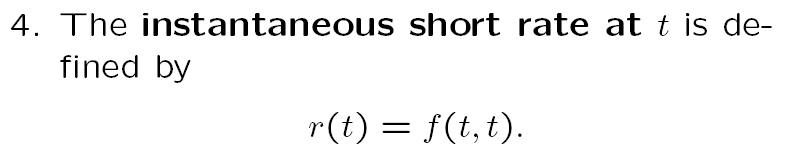 4. The instantaneous short rate at t is de-
fined by
r(t) = f(t, t).